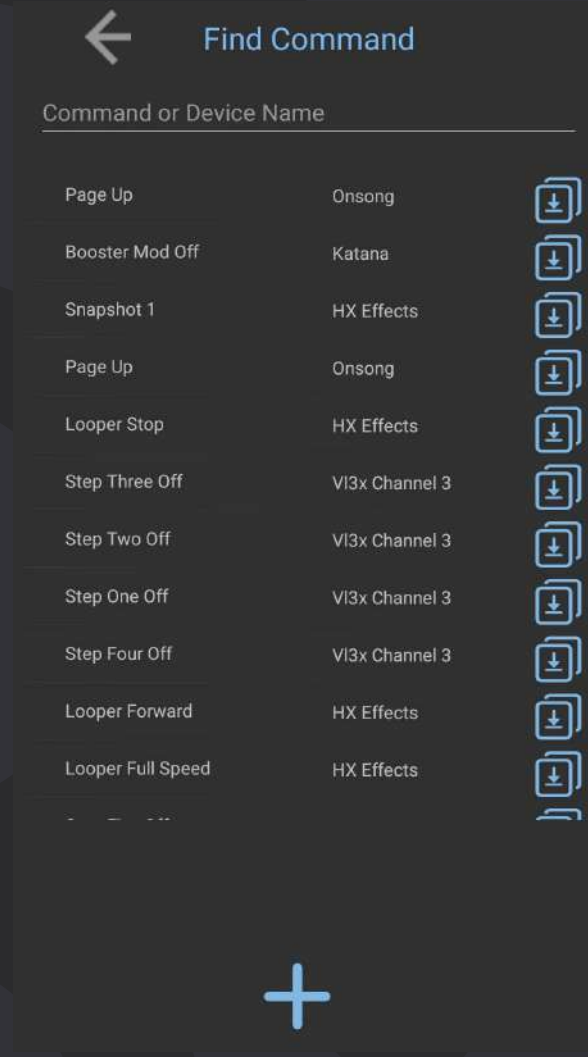 Find Command
Command or Device Name
Page Up Onsong
Booster Mod Off Katana
Snapshot 1 HX Effects
Page Up Onsong
Looper Stop HX Effects
Step Three Off Vl3x Channel 3
Step Two Off Vl3x Channel 3
Step One Off Vl3x Channel 3
Step Four Off Vl3x Channel 3
Looper Forward HX Effects
Looper Full Speed HX Effects